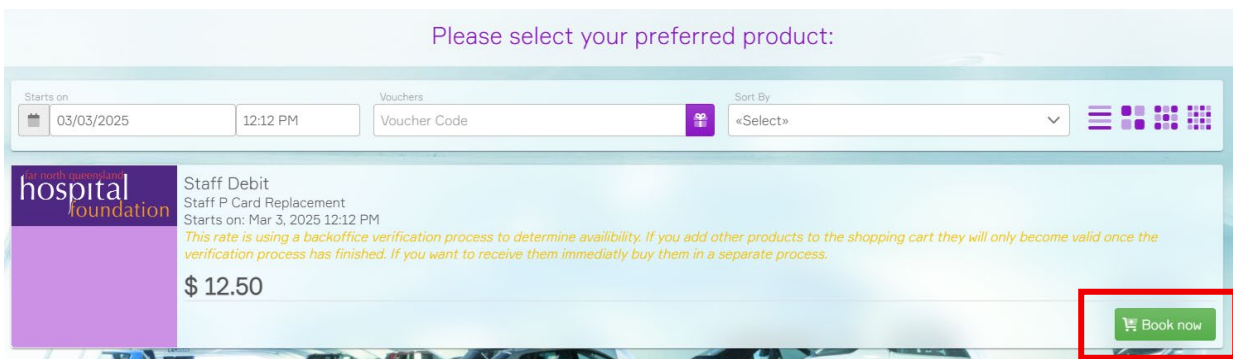 Please select your preferred product:
Starts on
03/03/2025
12:12 PM
Vouchers
Voucher Code
Sort By
«Select»
far north queensland
hospital
foundation
Staff Debit
Staff P Card Replacement
Starts on: Mar 3, 2025 12:12 PM
This rate is using a backoffice verification process to determine availibility. If you add other products to the shopping cart they will only become valid once the
verification process has finished. If you want to receive them immediatly buy them in a separate process.
$ 12.50
Book now